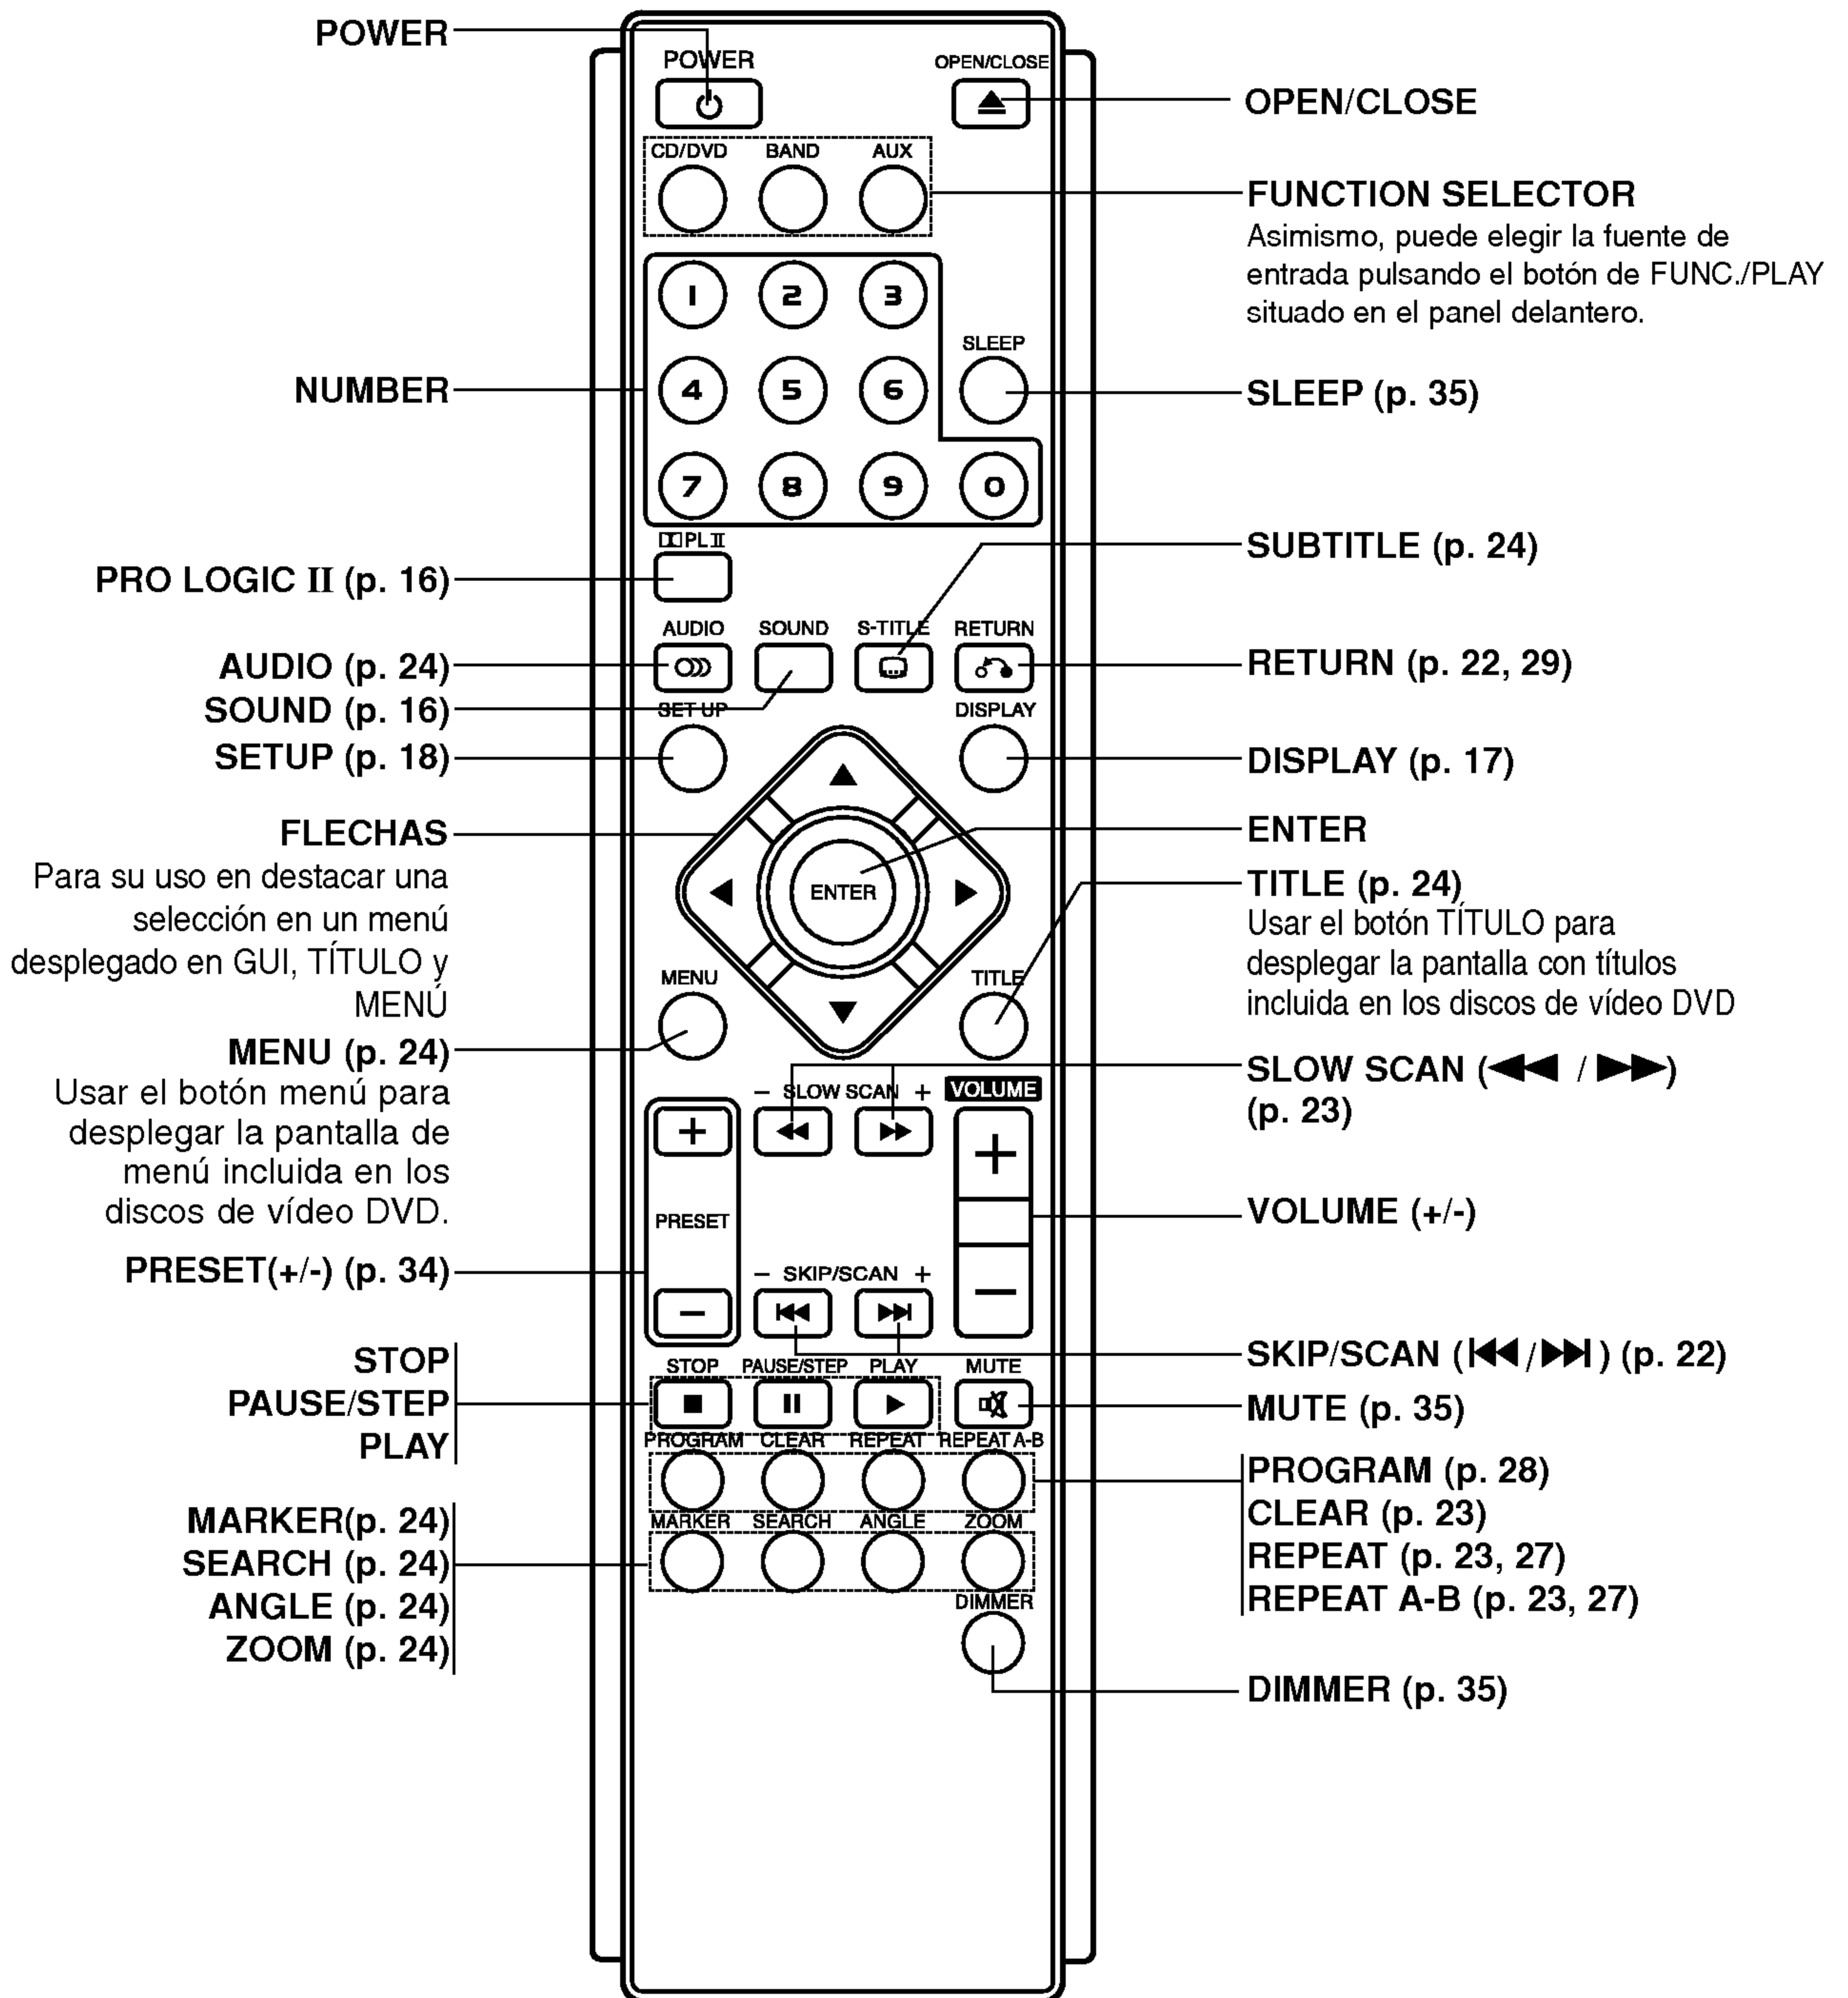 POWER
NUMBER
PRO LOGIC II (p. 16)
AUDIO (p. 24)
SOUND (p. 16)
SETUP (p. 18)
FLECHAS
Para su uso en destacar una
selección en un menú
desplegado en GUI, TÍTULO y
MENÚ
MENU (p. 24)
Usar el botón menú para
desplegar la pantalla de
menú incluida en los
discos de vídeo DVD.
PRESET(+/-) (p. 34)
STOP
PAUSE/STEP
PLAY
MARKER(p. 24)
SEARCH (p. 24)
ANGLE (p. 24)
ZOOM (p. 24)
POWER OPEN/CLOSE
CD/DVD BAND AUX
1 2 3
SLEEP
4 5 6
7 8 9 0
PL II
AUDIO SOUND S-TITLE RETURN
SET UP DISPLAY
ENTER
MENU TITLE
- SLOW SCAN + VOLUME
+ +
PRESET
- SKIP/SCAN +
- -
STOP PAUSE/STEP PLAY MUTE
PROGRAM CLEAR REPEAT REPEAT A-B
MARKER SEARCH ANGLE ZOOM
DIMMER
OPEN/CLOSE
FUNCTION SELECTOR
Asimismo, puede elegir la fuente de
entrada pulsando el botón de FUNC./PLAY
situado en el panel delantero.
SLEEP (p. 35)
SUBTITLE (p. 24)
RETURN (p. 22, 29)
DISPLAY (p. 17)
ENTER
TITLE (p. 24)
Usar el botón TÍTULO para
desplegar la pantalla con títulos
incluida en los discos de vídeo DVD
SLOW SCAN (◀◀ / ▶▶)
(p. 23)
VOLUME (+/-)
SKIP/SCAN (|◀◀ / ▶▶|) (p. 22)
MUTE (p. 35)
PROGRAM (p. 28)
CLEAR (p. 23)
REPEAT (p. 23, 27)
REPEAT A-B (p. 23, 27)
DIMMER (p. 35)